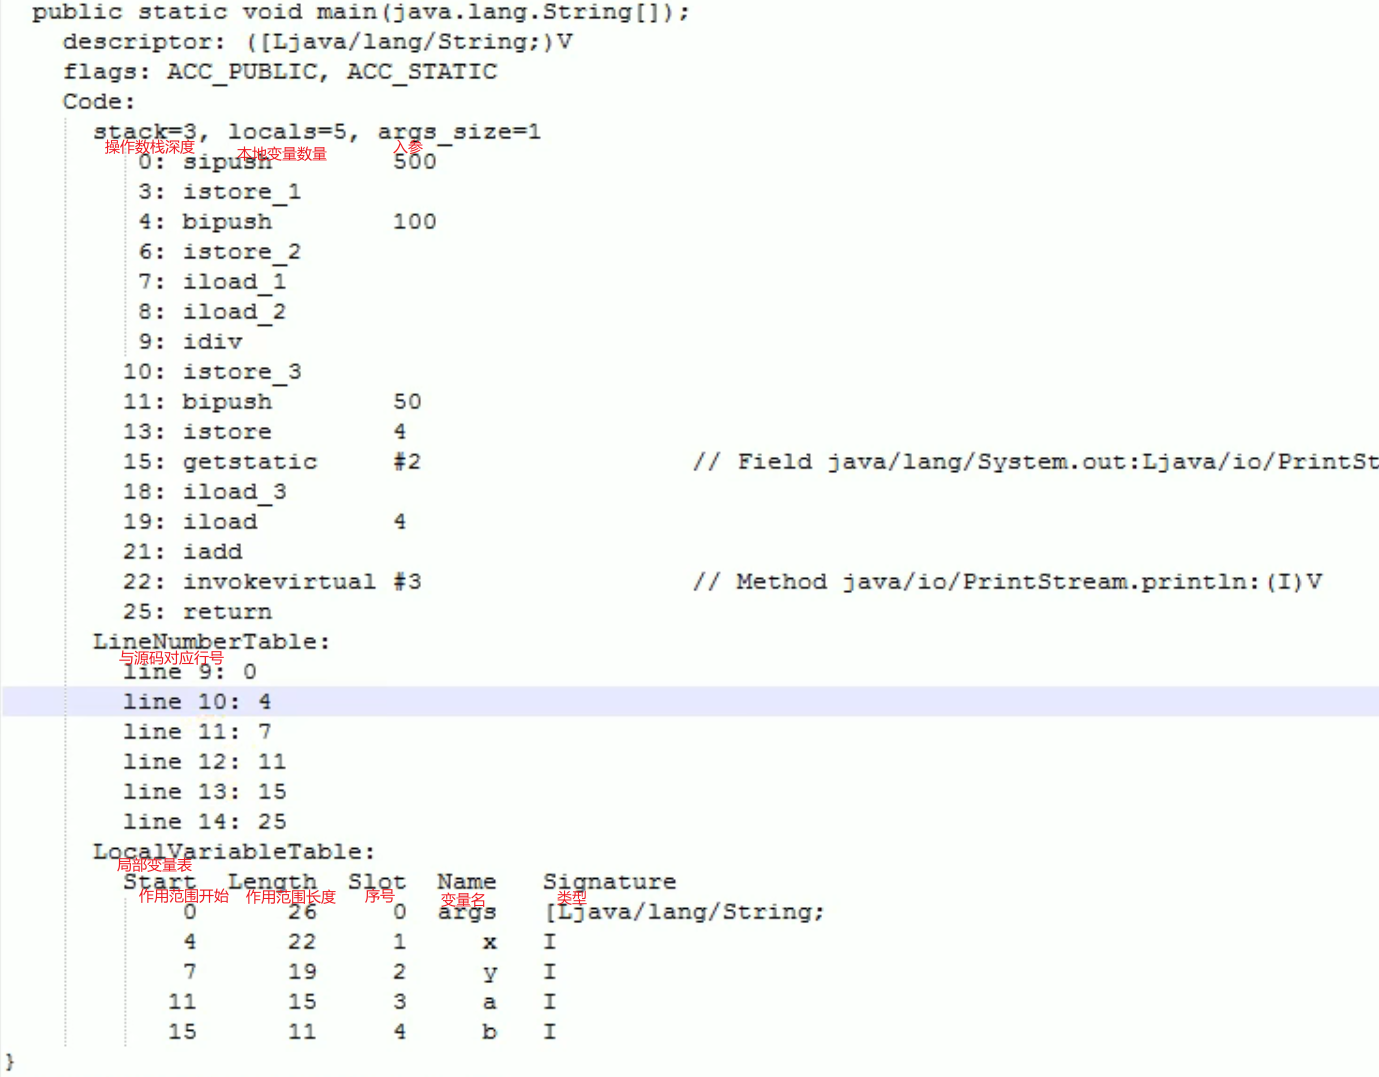 public static void main(java.lang.String[]);
descriptor: ([Ljava/lang/String;)V
flags: ACC_PUBLIC, ACC_STATIC
Code:
stack=3, locals=5, args_size=1
操作数栈深度 本地变量数量 入参
0: sipush 500
3: istore_1
4: bipush 100
6: istore_2
7: iload_1
8: iload_2
9: idiv
10: istore_3
11: bipush 50
13: istore 4
15: getstatic #2 // Field java/lang/System.out:Ljava/io/PrintSt
18: iload_3
19: iload 4
21: iadd
22: invokevirtual #3 // Method java/io/PrintStream.println:(I)V
25: return
LineNumberTable:
与源码对应行号
line 9: 0
line 10: 4
line 11: 7
line 12: 11
line 13: 15
line 14: 25
LocalVariableTable:
局部变量表
Start Length Slot Name Signature
作用范围开始 作用范围长度 序号 变量名 类型
0 26 0 args [Ljava/lang/String;
4 22 1 x I
7 19 2 y I
11 15 3 a I
15 11 4 b I
}